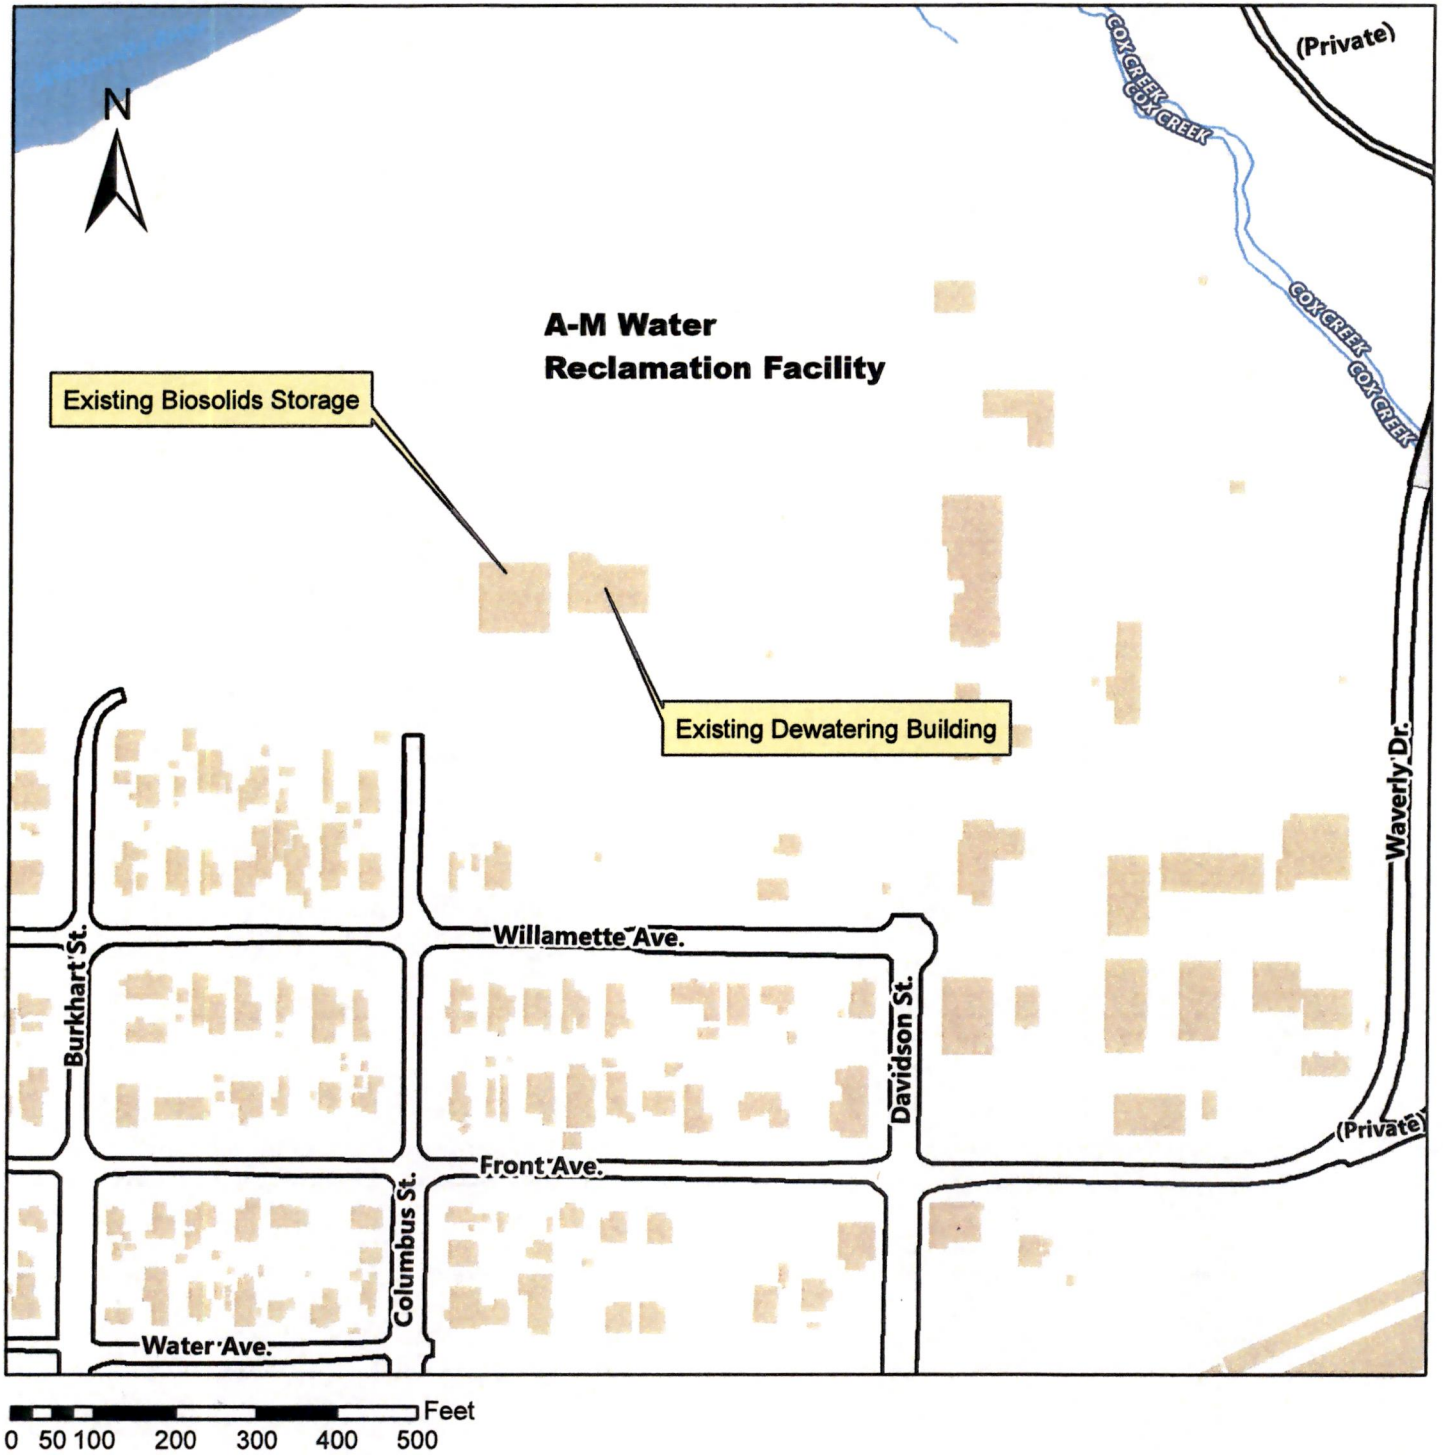 (Private)
COX CREEK
COX CREEK
N
COX CREEK
COX CREEK
A-M Water
Reclamation Facility
Existing Biosolids Storage
Existing Dewatering Building
Waverly Dr.
Willamette Ave.
Burkhart St.
Davidson St.
(Private)
Front Ave.
Columbus St.
Water Ave.
Feet
0 50 100 200 300 400 500